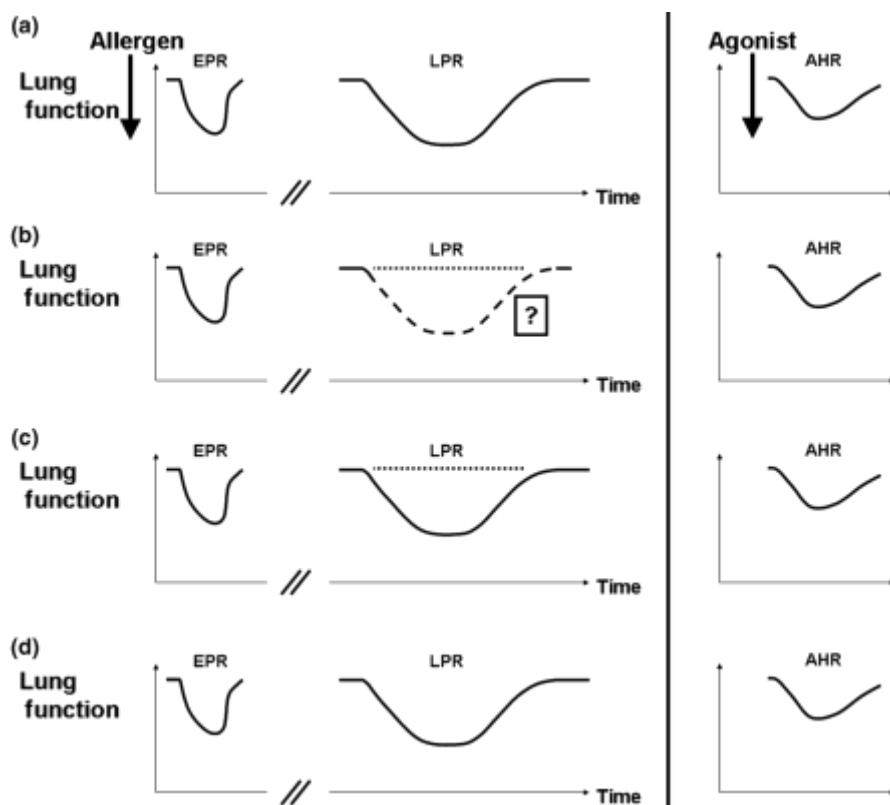 (a)
Allergen
Agonist
EPR
LPR
AHR
Lung
function
Time
(b)
EPR
LPR
AHR
Lung
function
?
Time
(c)
EPR
LPR
AHR
Lung
function
Time
(d)
EPR
LPR
AHR
Lung
function
Time